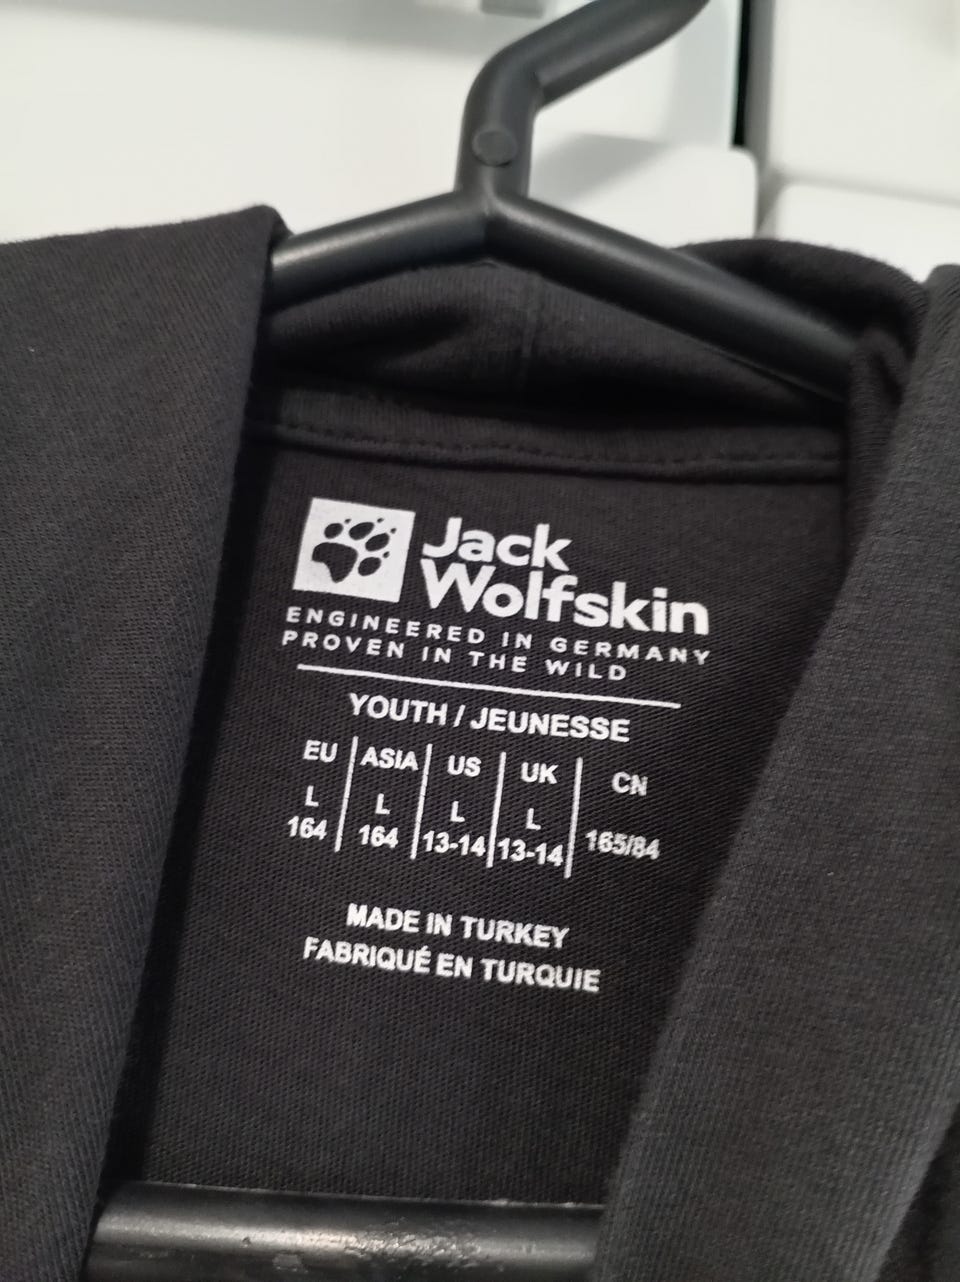 Jack
Wolfskin
ENGINEERED IN GERMANY
PROVEN IN THE WILD
YOUTH / JEUNESSE
EU ASIA US UK CN
L L L L
164 164 13-14 13-14 165/84
MADE IN TURKEY
FABRIQUÉ EN TURQUIE